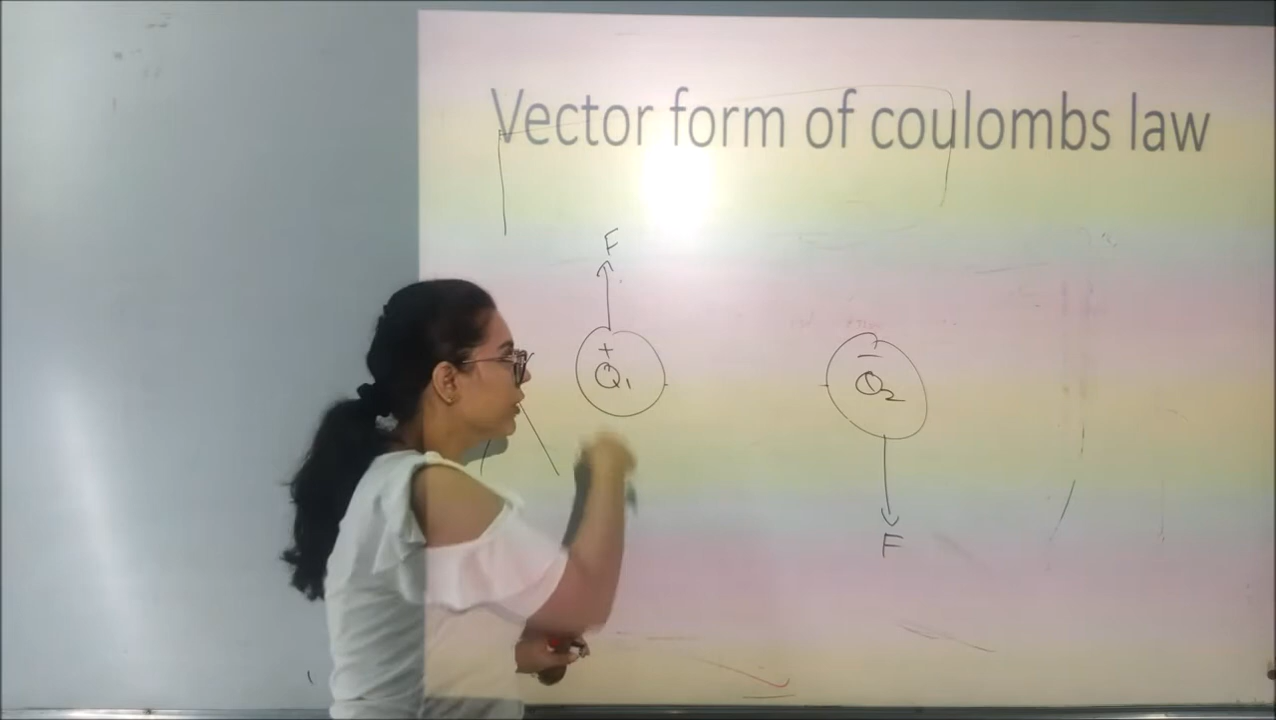 Vector form of coulombs law
F
+
Q1
−
Q2
F